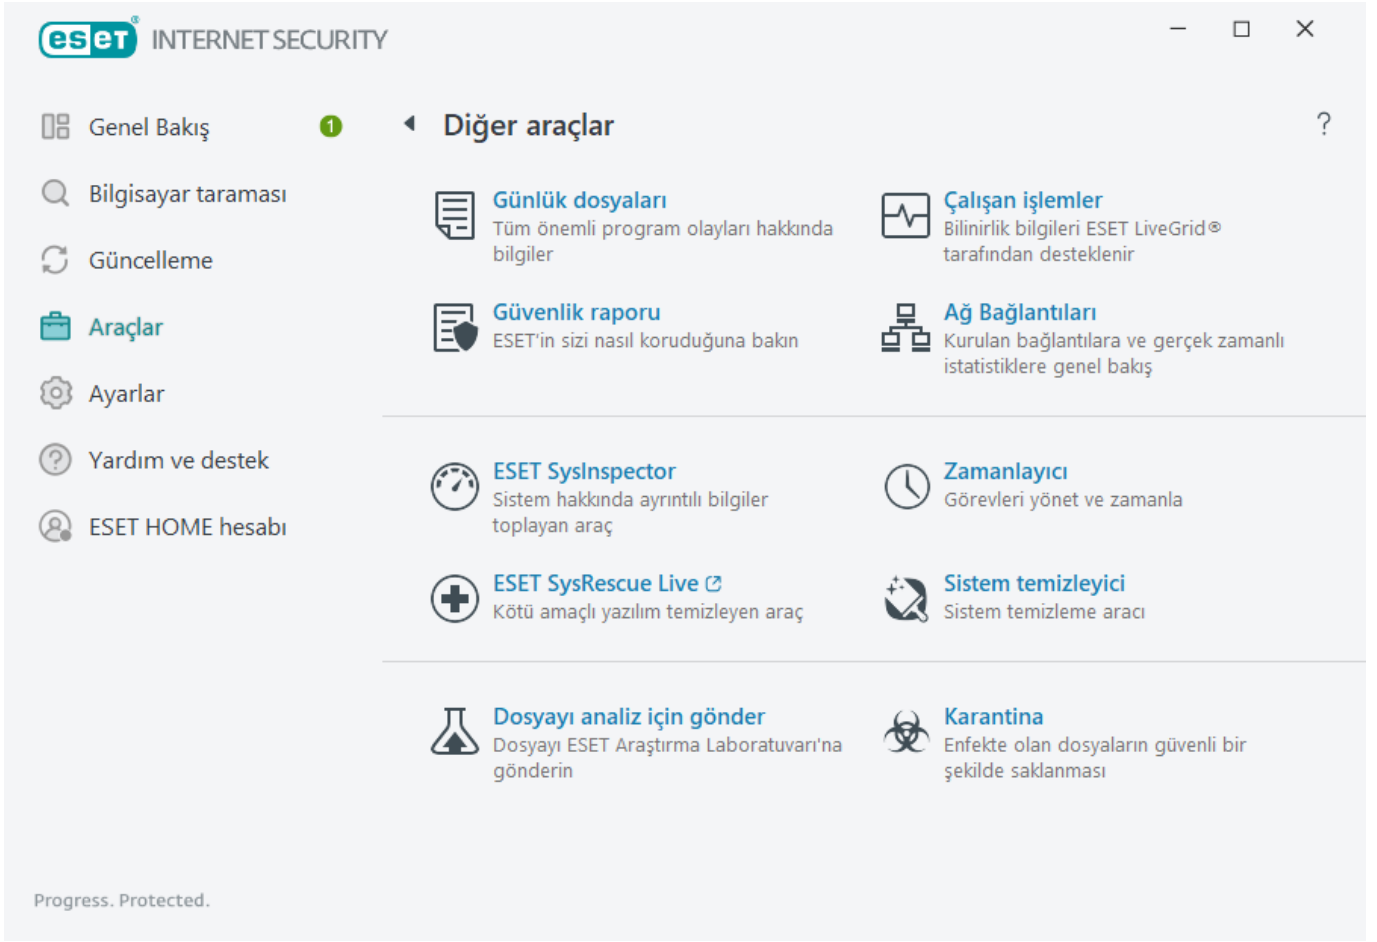 eset® INTERNET SECURITY
Genel Bakış 1
Bilgisayar taraması
Güncelleme
Araçlar
Ayarlar
Yardım ve destek
ESET HOME hesabı
Diğer araçlar ?
Günlük dosyaları
Tüm önemli program olayları hakkında
bilgiler
Çalışan işlemler
Bilinirlik bilgileri ESET LiveGrid®
tarafından desteklenir
Güvenlik raporu
ESET'in sizi nasıl koruduğuna bakın
Ağ Bağlantıları
Kurulan bağlantılara ve gerçek zamanlı
istatistiklere genel bakış
ESET SysInspector
Sistem hakkında ayrıntılı bilgiler
toplayan araç
Zamanlayıcı
Görevleri yönet ve zamanla
ESET SysRescue Live
Kötü amaçlı yazılım temizleyen araç
Sistem temizleyici
Sistem temizleme aracı
Dosyayı analiz için gönder
Dosyayı ESET Araştırma Laboratuvarı'na
gönderin
Karantina
Enfekte olan dosyaların güvenli bir
şekilde saklanması
Progress. Protected.